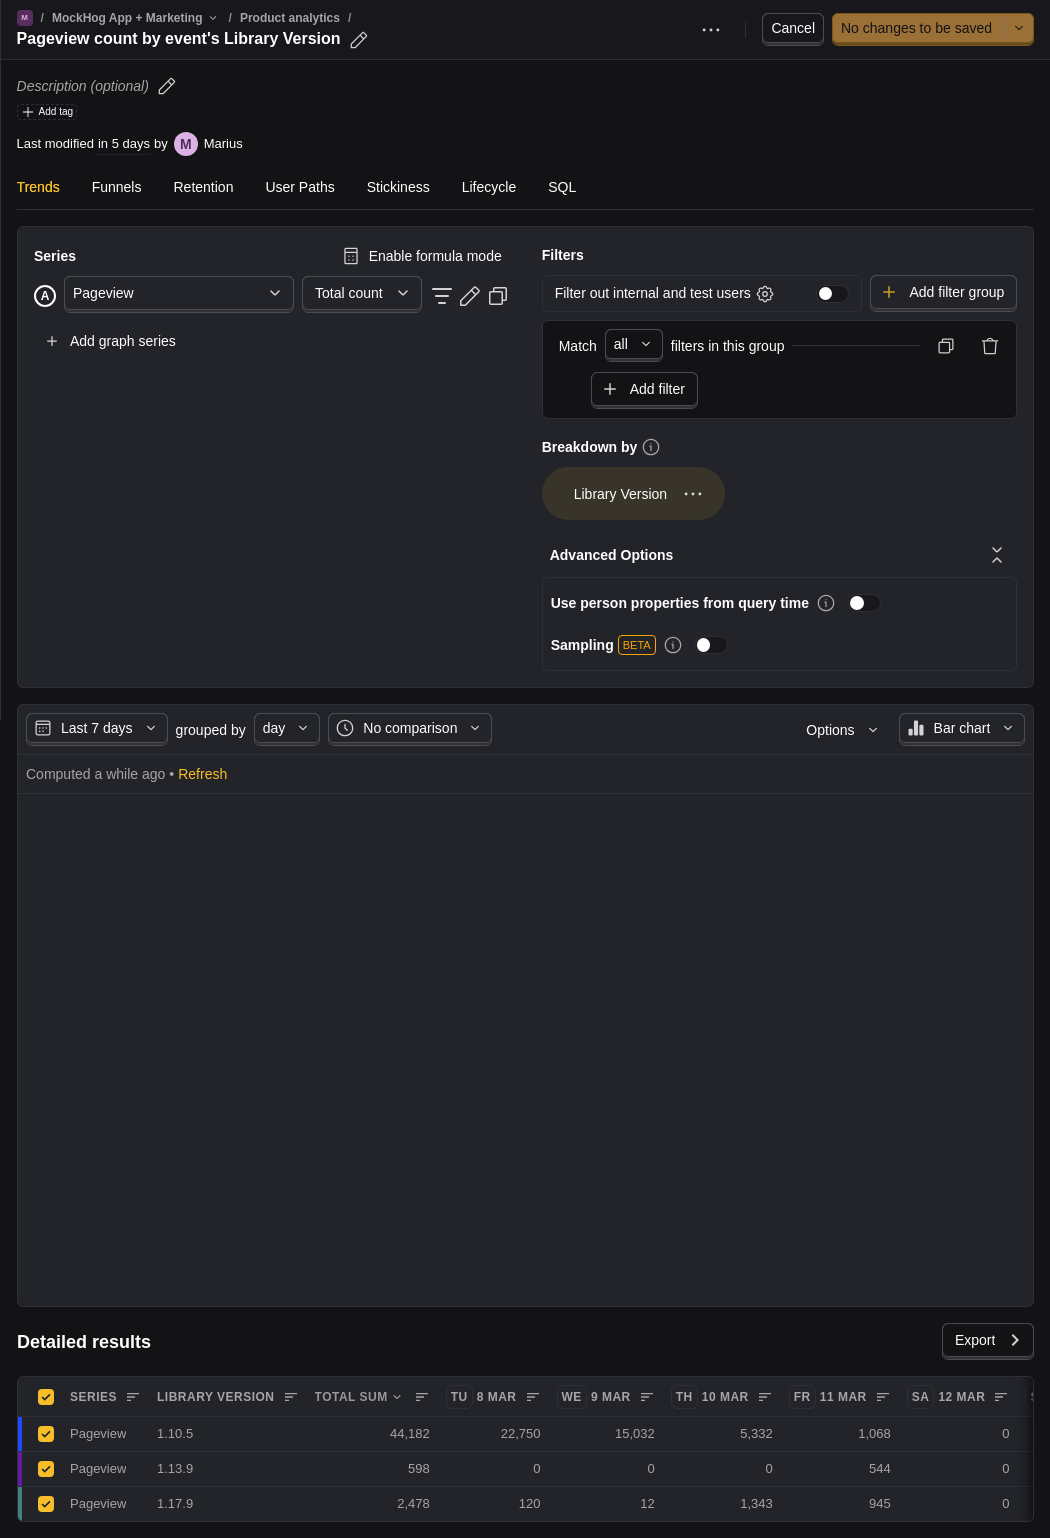 M / MockHog App + Marketing / Product analytics /
Pageview count by event's Library Version
Cancel
No changes to be saved
Description (optional)
Add tag
Last modified in 5 days by M Marius
Trends Funnels Retention User Paths Stickiness Lifecycle SQL
Series
Enable formula mode
A Pageview Total count
Add graph series
Filters
Filter out internal and test users
Add filter group
Match all filters in this group
Add filter
Breakdown by
Library Version
Advanced Options
Use person properties from query time
Sampling BETA
Last 7 days grouped by day No comparison Options Bar chart
Computed a while ago • Refresh
Detailed results
Export
SERIES LIBRARY VERSION TOTAL SUM TU 8 MAR WE 9 MAR TH 10 MAR FR 11 MAR SA 12 MAR
Pageview 1.10.5 44,182 22,750 15,032 5,332 1,068 0
Pageview 1.13.9 598 0 0 0 544 0
Pageview 1.17.9 2,478 120 12 1,343 945 0